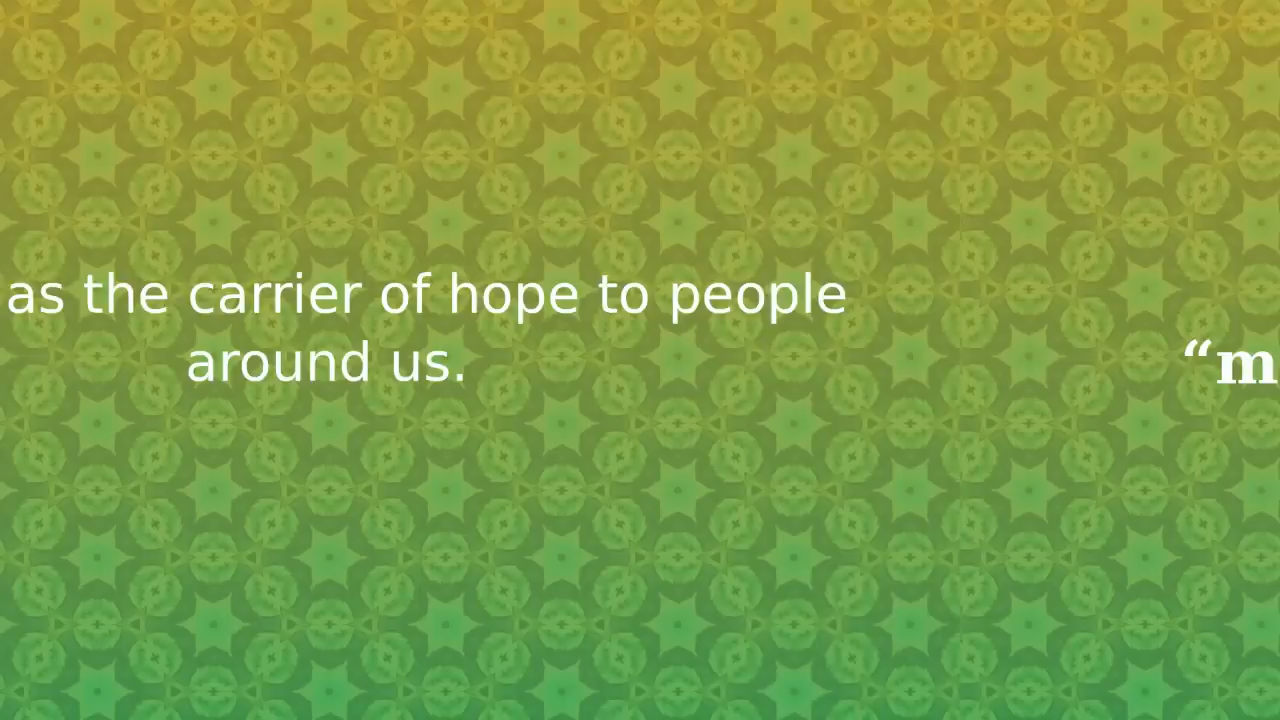 as the carrier of hope to people
around us.
“m